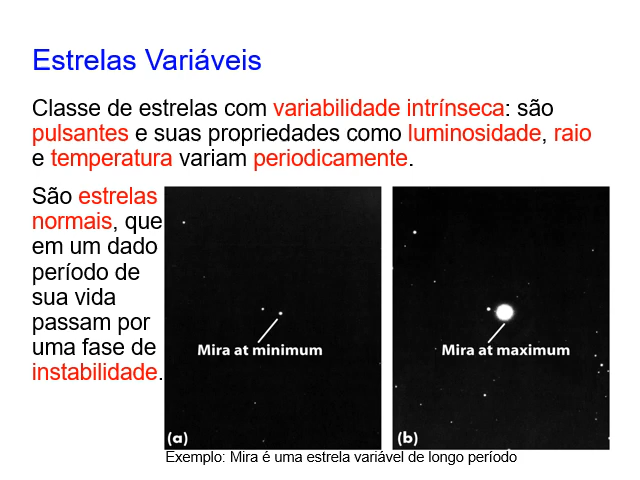 Estrelas Variáveis
Classe de estrelas com variabilidade intrínseca: são
pulsantes e suas propriedades como luminosidade, raio
e temperatura variam periodicamente.
São estrelas
normais, que
em um dado
período de
sua vida
passam por
uma fase de
instabilidade.
Mira at minimum
(a)
Mira at maximum
(b)
Exemplo: Mira é uma estrela variável de longo período